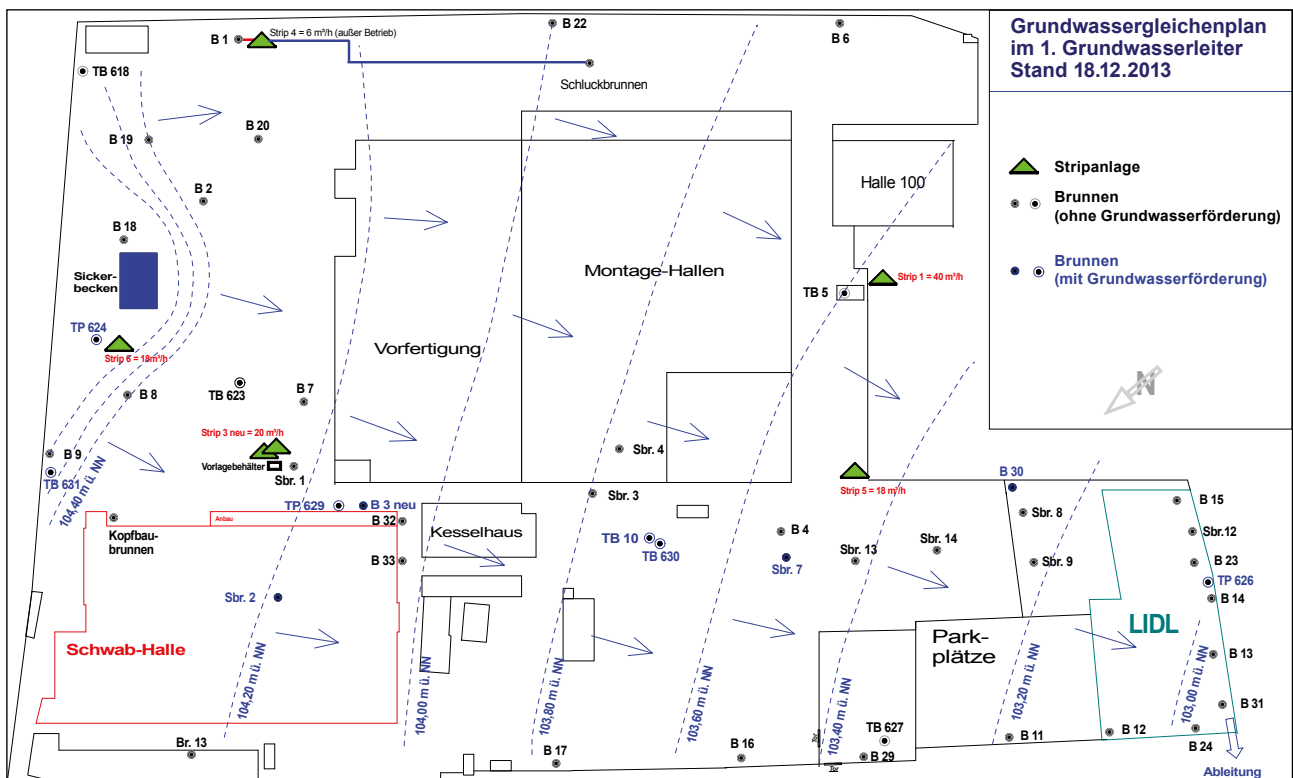 Grundwassergleichenplan
im 1. Grundwasserleiter
Stand 18.12.2013
Stripanlage
Brunnen
(ohne Grundwasserförderung)
Brunnen
(mit Grundwasserförderung)
N
B 1
Strip 4 = 6 m³/h (außer Betrieb)
B 22
B 6
TB 618
Schluckbrunnen
B 19
B 20
Halle 100
B 2
B 18
Sicker-
becken
Montage-Hallen
TB 5
Strip 1 = 40 m³/h
TP 624
Strip 6 = 18m³/h
Vorfertigung
TB 623
B 7
B 8
Strip 3 neu = 20 m³/h
Sbr. 4
B 9
Vorlagebehälter
Sbr. 1
TB 631
Strip 5 = 18 m³/h
B 30
104,40 m ü. NN
Sbr. 3
B 15
TP 629
B 3 neu
Kopfbau-
brunnen
Anbau
B 32
Kesselhaus
Sbr. 8
TB 10
TB 630
B 4
Sbr.12
Sbr. 13
Sbr. 14
B 33
Sbr. 7
Sbr. 9
B 23
TP 626
Sbr. 2
B 14
LIDL
Schwab-Halle
Park-
plätze
B 13
104,20 m ü. NN
104,00 m ü. NN
103,80 m ü. NN
103,60 m ü. NN
103,40 m ü. NN
103,20 m ü. NN
103,00 m ü. NN
B 31
TB 627
Br. 13
B 17
B 16
Tor
B 29
Tor
B 11
B 12
B 24
Ableitung